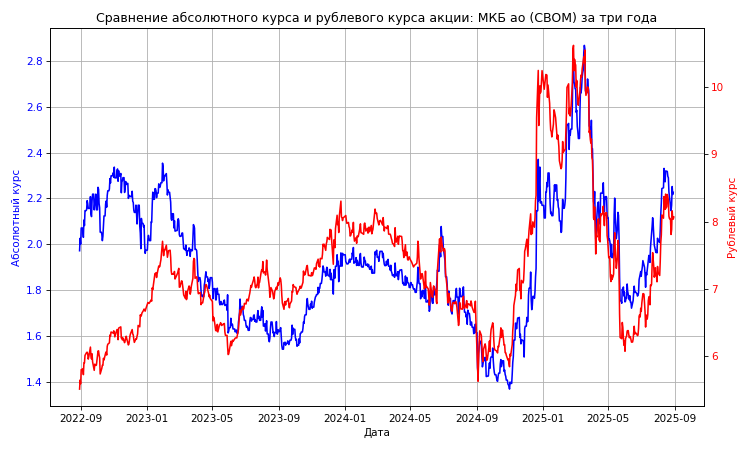 Сравнение абсолютного курса и рублевого курса акции: МКБ ао (CBOM) за три года
Абсолютный курс
2.8
2.6
2.4
2.2
2.0
1.8
1.6
1.4
10
9
8
7
6
Рублевый курс
2022-09 2023-01 2023-05 2023-09 2024-01 2024-05 2024-09 2025-01 2025-05 2025-09
Дата